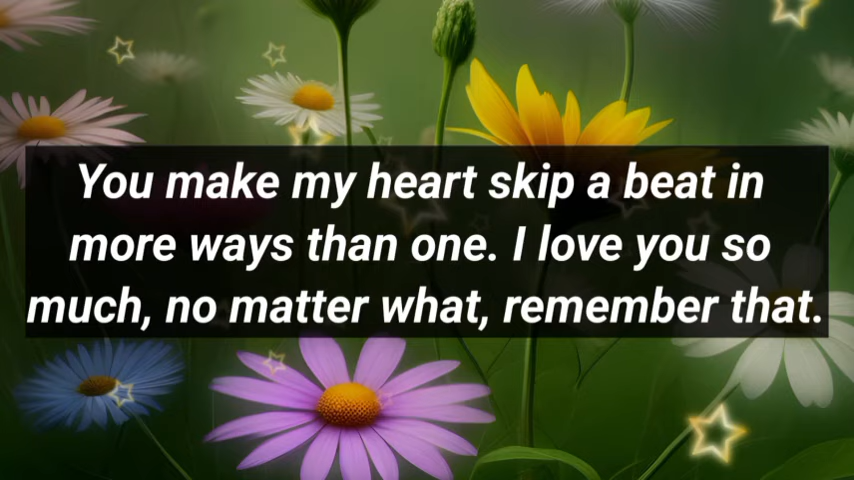 You make my heart skip a beat in
more ways than one. I love you so
much, no matter what, remember that.